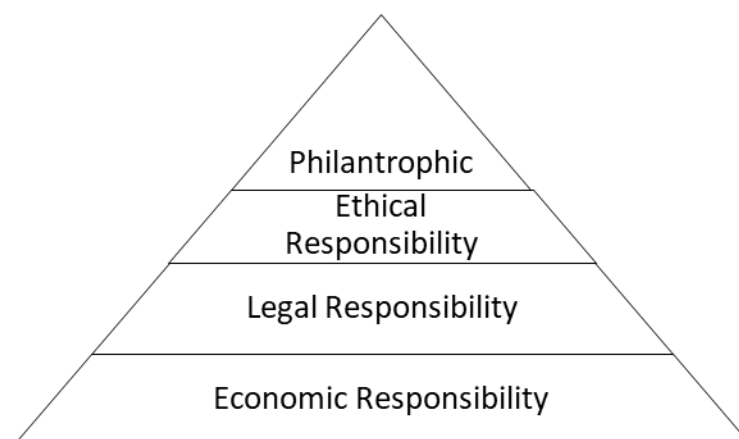 Philantrophic
Ethical
Responsibility
Legal Responsibility
Economic Responsibility